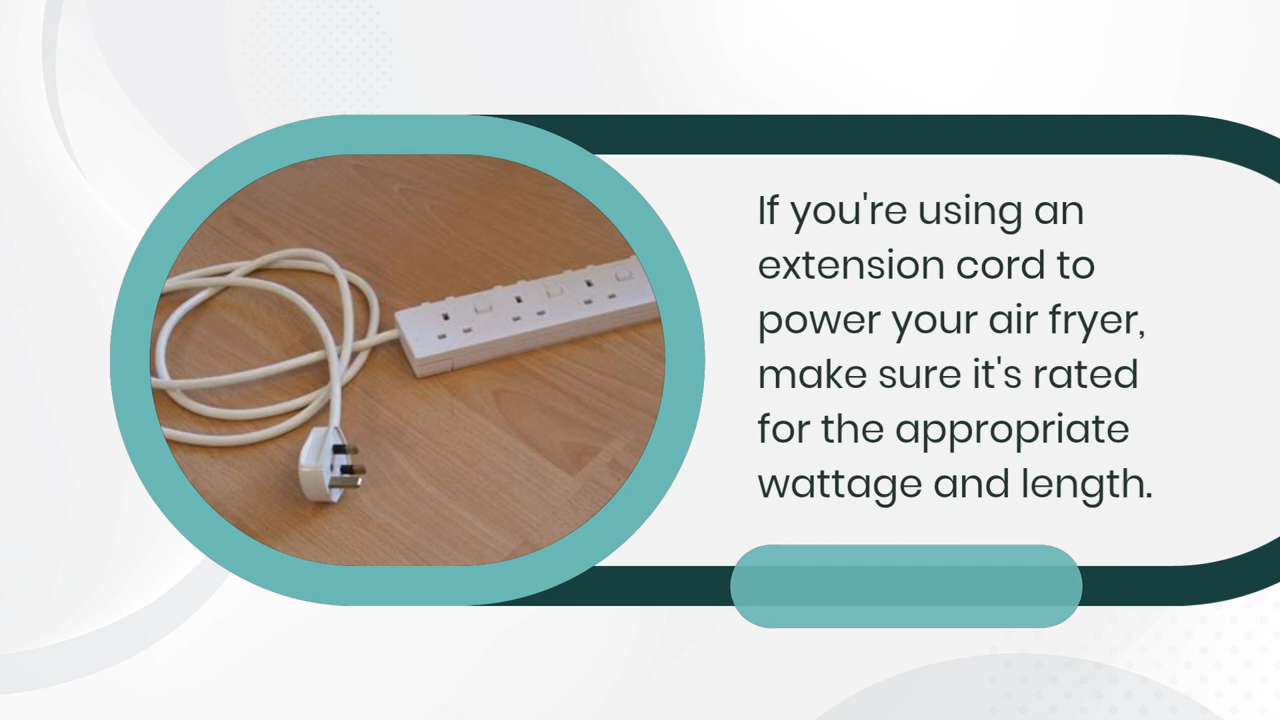 If you're using an
extension cord to
power your air fryer,
make sure it's rated
for the appropriate
wattage and length.